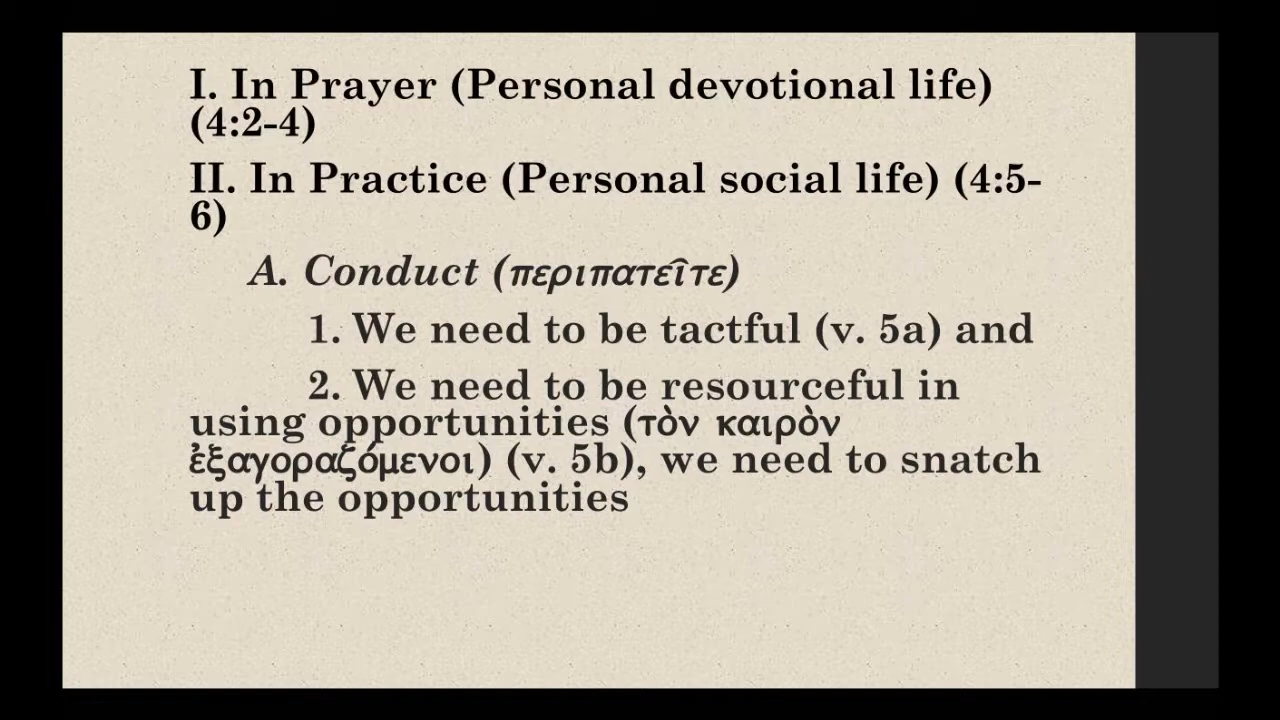 I. In Prayer (Personal devotional life)
(4:2-4)
II. In Practice (Personal social life) (4:5-
6)
A. Conduct (περιπατεῖτε)
1. We need to be tactful (v. 5a) and
2. We need to be resourceful in
using opportunities (τὸν καιρὸν
ἐξαγοραζόμενοι) (v. 5b), we need to snatch
up the opportunities